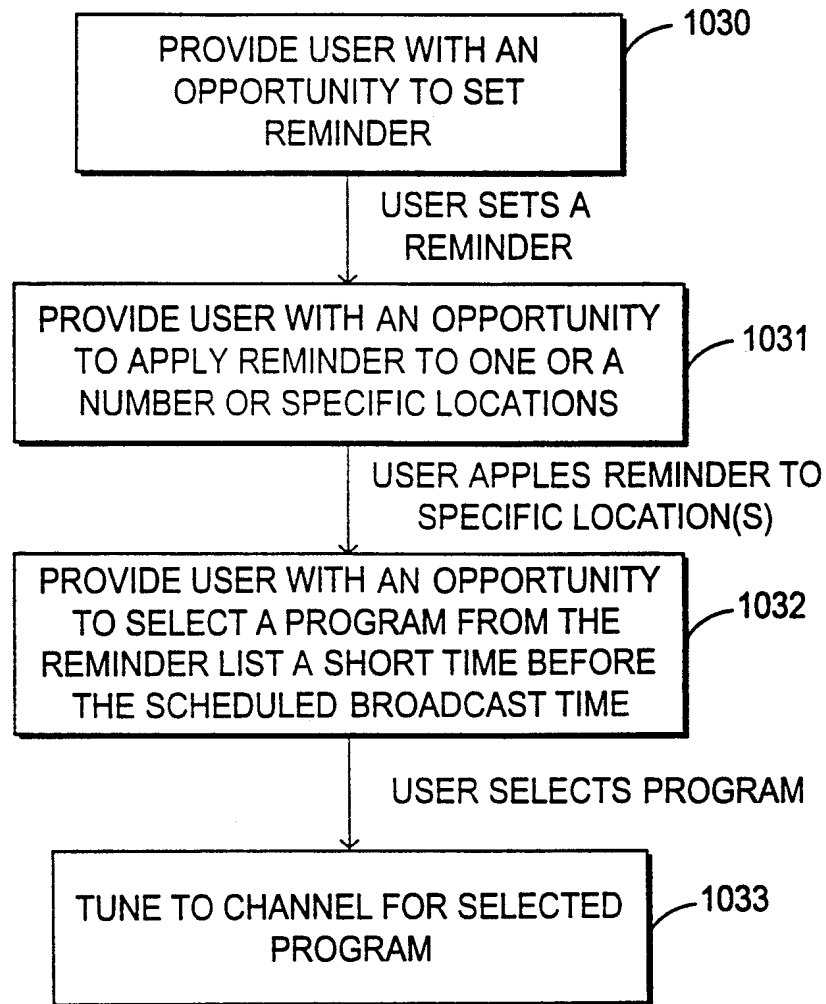 1030
PROVIDE USER WITH AN
OPPORTUNITY TO SET
REMINDER
USER SETS A
REMINDER
PROVIDE USER WITH AN OPPORTUNITY
TO APPLY REMINDER TO ONE OR A
NUMBER OR SPECIFIC LOCATIONS
1031
USER APPLES REMINDER TO
SPECIFIC LOCATION(S)
PROVIDE USER WITH AN OPPORTUNITY
TO SELECT A PROGRAM FROM THE
REMINDER LIST A SHORT TIME BEFORE
THE SCHEDULED BROADCAST TIME
1032
USER SELECTS PROGRAM
TUNE TO CHANNEL FOR SELECTED
PROGRAM
1033